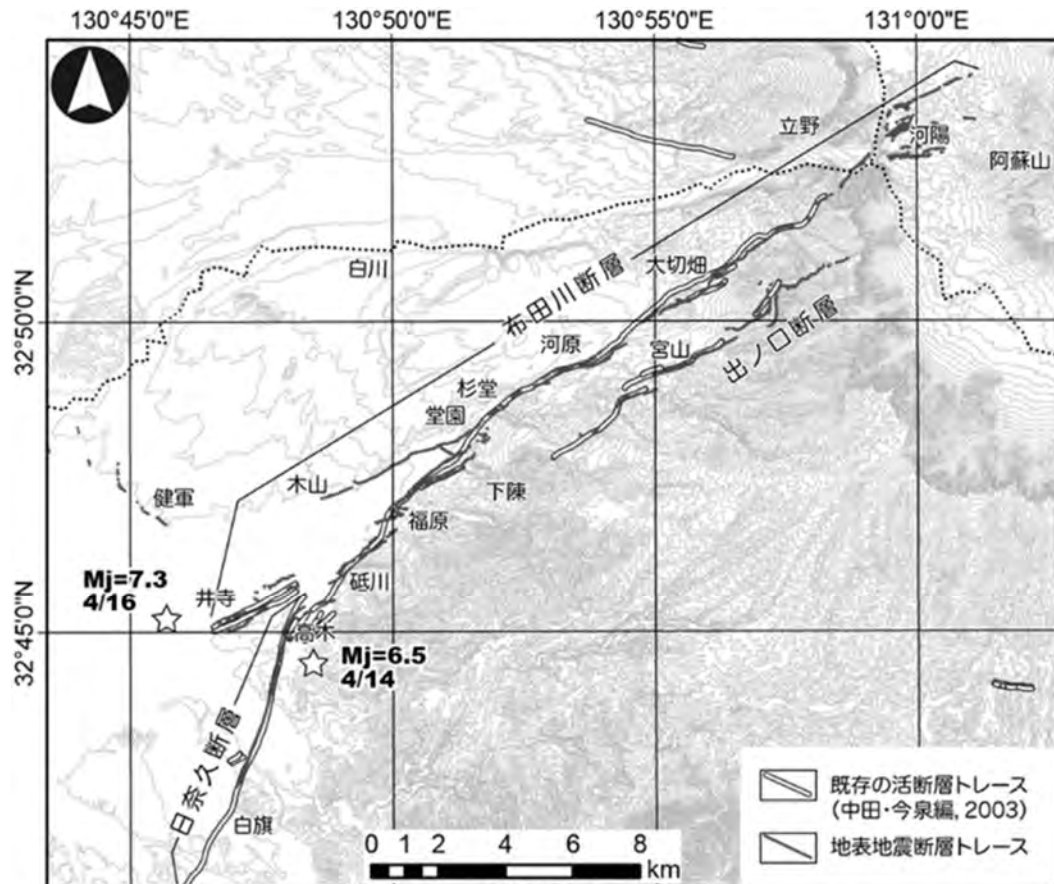 130°45'0"E
130°50'0"E
130°55'0"E
131°0'0"E
立野
河陽
阿蘇山
白川
大切畑
布田川断層
32°50'0"N
河原
宮山
出ノ口断層
杉堂
堂園
木山
下陳
健軍
福原
Mj=7.3
4/16
井寺
砥川
32°45'0"N
高木
Mj=6.5
4/14
日奈久断層
白旗
既存の活断層トレース
(中田・今泉編, 2003)
地表地震断層トレース
0 1 2 4 6 8
km